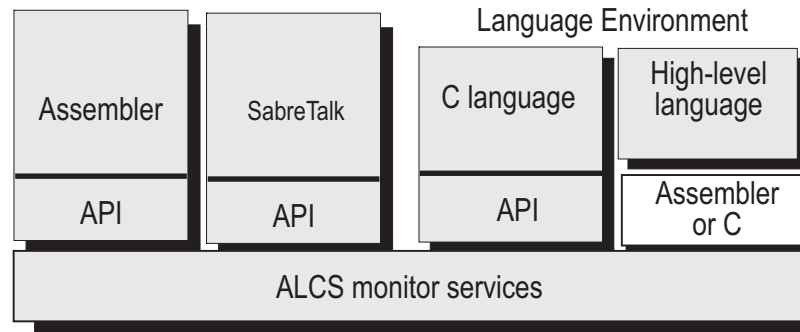 Language Environment
Assembler
SabreTalk
C language
High-level
language
API
API
API
Assembler
or C
ALCS monitor services